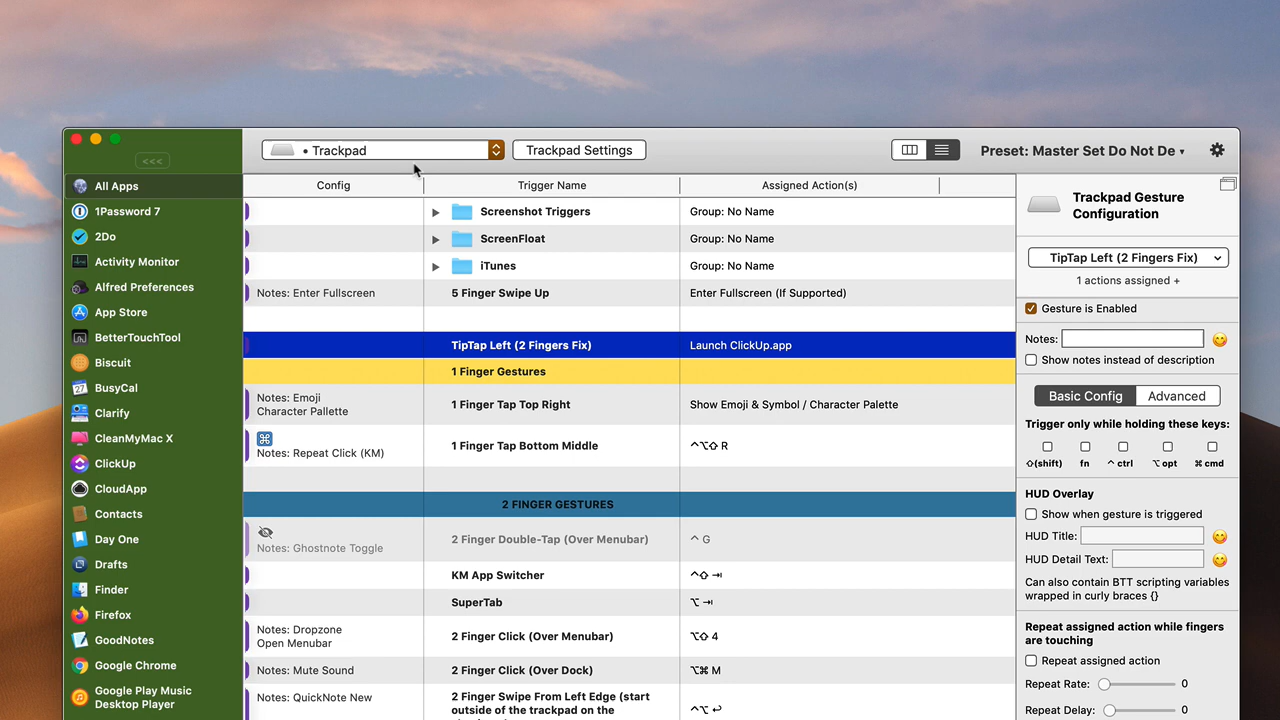 • Trackpad
Trackpad Settings
Preset: Master Set Do Not De ▾
<<<
All Apps
1Password 7
2Do
Activity Monitor
Alfred Preferences
App Store
BetterTouchTool
Biscuit
BusyCal
Clarify
CleanMyMac X
ClickUp
CloudApp
Contacts
Day One
Drafts
Finder
Firefox
GoodNotes
Google Chrome
Google Play Music
Desktop Player
Config
Trigger Name
Assigned Action(s)
Screenshot Triggers
Group: No Name
ScreenFloat
Group: No Name
iTunes
Group: No Name
Notes: Enter Fullscreen
5 Finger Swipe Up
Enter Fullscreen (If Supported)
TipTap Left (2 Fingers Fix)
Launch ClickUp.app
1 Finger Gestures
Notes: Emoji
Character Pallette
1 Finger Tap Top Right
Show Emoji & Symbol / Character Palette
Notes: Repeat Click (KM)
1 Finger Tap Bottom Middle
^⌥⇧ R
2 FINGER GESTURES
Notes: Ghostnote Toggle
2 Finger Double-Tap (Over Menubar)
^ G
KM App Switcher
^⇧ ⇥
SuperTab
⌥ ⇥
Notes: Dropzone
Open Menubar
2 Finger Click (Over Menubar)
⌥⇧ 4
Notes: Mute Sound
2 Finger Click (Over Dock)
⌥⌘ M
Notes: QuickNote New
2 Finger Swipe From Left Edge (start
outside of the trackpad on the
^⌥ ↩
Trackpad Gesture
Configuration
TipTap Left (2 Fingers Fix)
1 actions assigned +
Gesture is Enabled
Notes:
Show notes instead of description
Basic Config
Advanced
Trigger only while holding these keys:
⇧(shift)
fn
^ ctrl
⌥ opt
⌘ cmd
HUD Overlay
Show when gesture is triggered
HUD Title:
HUD Detail Text:
Can also contain BTT scripting variables
wrapped in curly braces {}
Repeat assigned action while fingers
are touching
Repeat assigned action
Repeat Rate:
0
Repeat Delay:
0